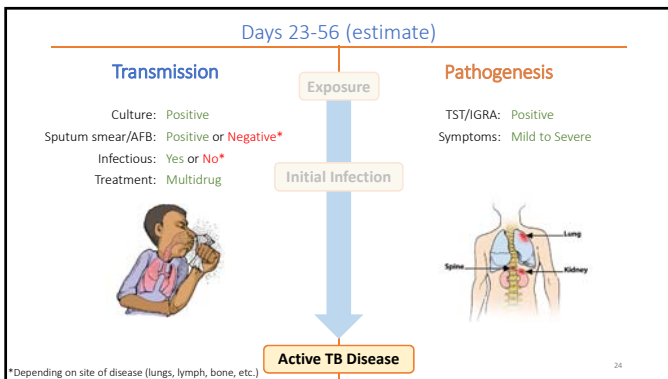 Days 23-56 (estimate)
Transmission
Culture: Positive
Sputum smear/AFB: Positive or Negative*
Infectious: Yes or No*
Treatment: Multidrug
Exposure
Initial Infection
Active TB Disease
Pathogenesis
TST/IGRA: Positive
Symptoms: Mild to Severe
Lung
Spine
Kidney
*Depending on site of disease (lungs, lymph, bone, etc.)
24